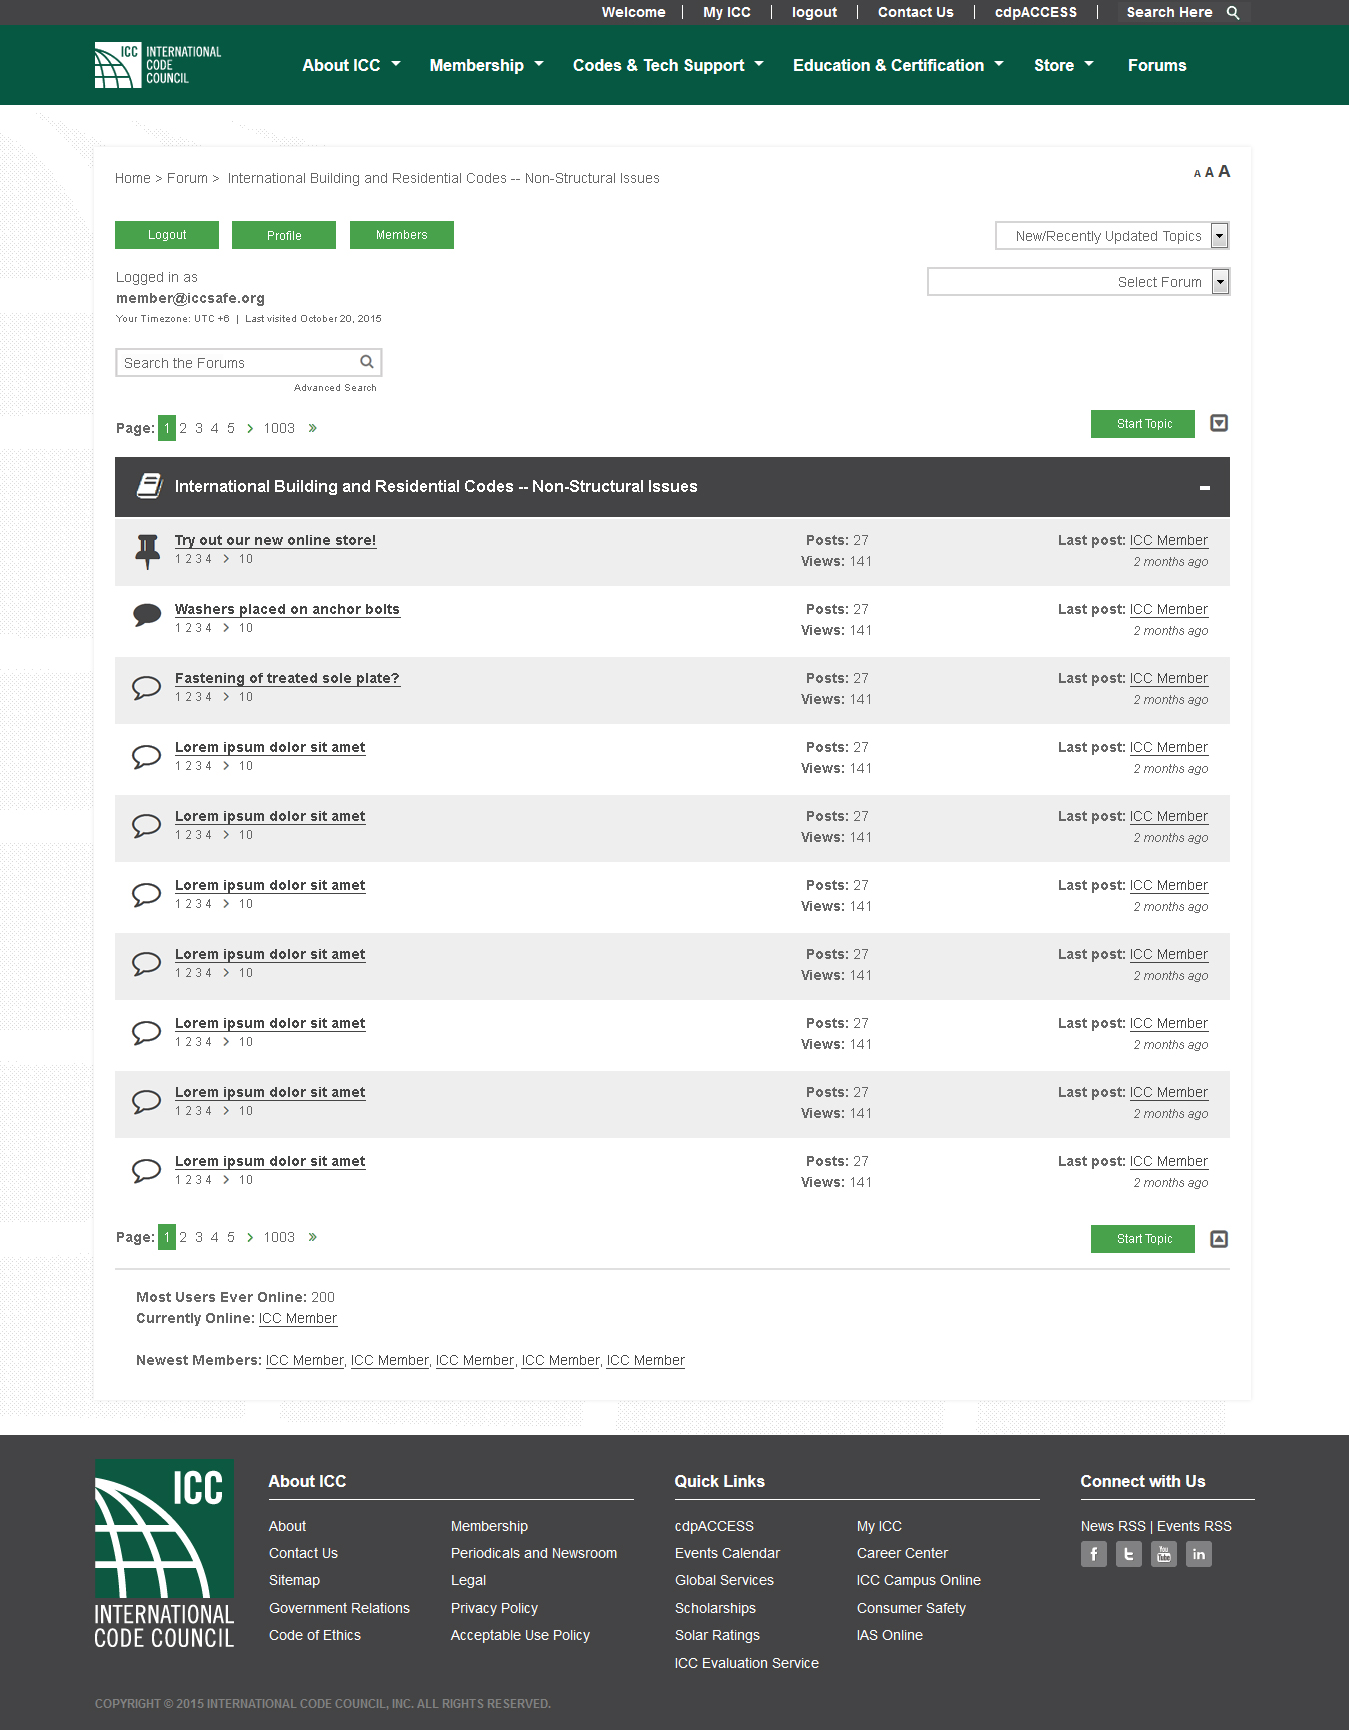 Welcome | My ICC | logout | Contact Us | cdpACCESS | Search Here
ICC INTERNATIONAL CODE COUNCIL
About ICC Membership Codes & Tech Support Education & Certification Store Forums
Home > Forum > International Building and Residential Codes -- Non-Structural Issues
A A A
Logout Profile Members
New/Recently Updated Topics
Logged in as
Select Forum
member@iccsafe.org
Your Timezone: UTC +6 | Last visited October 20, 2015
Search the Forums
Advanced Search
Page: 1 2 3 4 5 > 1003 »
Start Topic
International Building and Residential Codes -- Non-Structural Issues
Try out our new online store! Posts: 27 Last post: ICC Member
1 2 3 4 > 10 Views: 141 2 months ago
Washers placed on anchor bolts Posts: 27 Last post: ICC Member
1 2 3 4 > 10 Views: 141 2 months ago
Fastening of treated sole plate? Posts: 27 Last post: ICC Member
1 2 3 4 > 10 Views: 141 2 months ago
Lorem ipsum dolor sit amet Posts: 27 Last post: ICC Member
1 2 3 4 > 10 Views: 141 2 months ago
Lorem ipsum dolor sit amet Posts: 27 Last post: ICC Member
1 2 3 4 > 10 Views: 141 2 months ago
Lorem ipsum dolor sit amet Posts: 27 Last post: ICC Member
1 2 3 4 > 10 Views: 141 2 months ago
Lorem ipsum dolor sit amet Posts: 27 Last post: ICC Member
1 2 3 4 > 10 Views: 141 2 months ago
Lorem ipsum dolor sit amet Posts: 27 Last post: ICC Member
1 2 3 4 > 10 Views: 141 2 months ago
Lorem ipsum dolor sit amet Posts: 27 Last post: ICC Member
1 2 3 4 > 10 Views: 141 2 months ago
Lorem ipsum dolor sit amet Posts: 27 Last post: ICC Member
1 2 3 4 > 10 Views: 141 2 months ago
Page: 1 2 3 4 5 > 1003 »
Start Topic
Most Users Ever Online: 200
Currently Online: ICC Member
Newest Members: ICC Member, ICC Member, ICC Member, ICC Member, ICC Member
ICC
INTERNATIONAL
CODE COUNCIL
About ICC
About
Contact Us
Sitemap
Government Relations
Code of Ethics
Membership
Periodicals and Newsroom
Legal
Privacy Policy
Acceptable Use Policy
Quick Links
cdpACCESS
Events Calendar
Global Services
Scholarships
Solar Ratings
ICC Evaluation Service
My ICC
Career Center
ICC Campus Online
Consumer Safety
IAS Online
Connect with Us
News RSS | Events RSS
f t You Tube in
COPYRIGHT © 2015 INTERNATIONAL CODE COUNCIL, INC. ALL RIGHTS RESERVED.